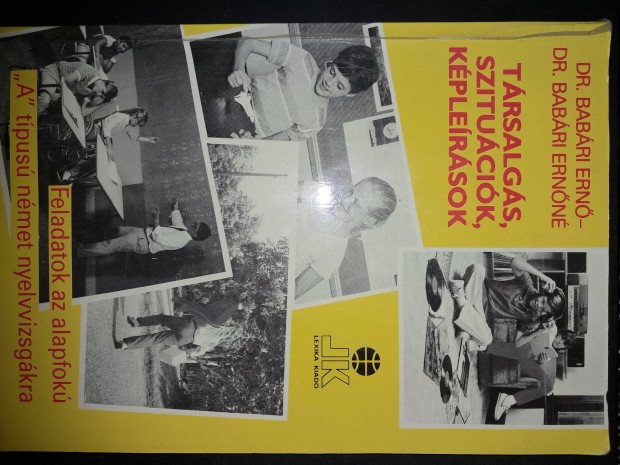 DR. BABÁRI ERNŐ–
DR. BABÁRI ERNŐNÉ
TÁRSALGÁS,
SZITUÁCIÓK,
KÉPLEÍRÁSOK
JK
LEXIKA KIADÓ
Feladatok az alapfokú
„A” típusú német nyelvvizsgákra